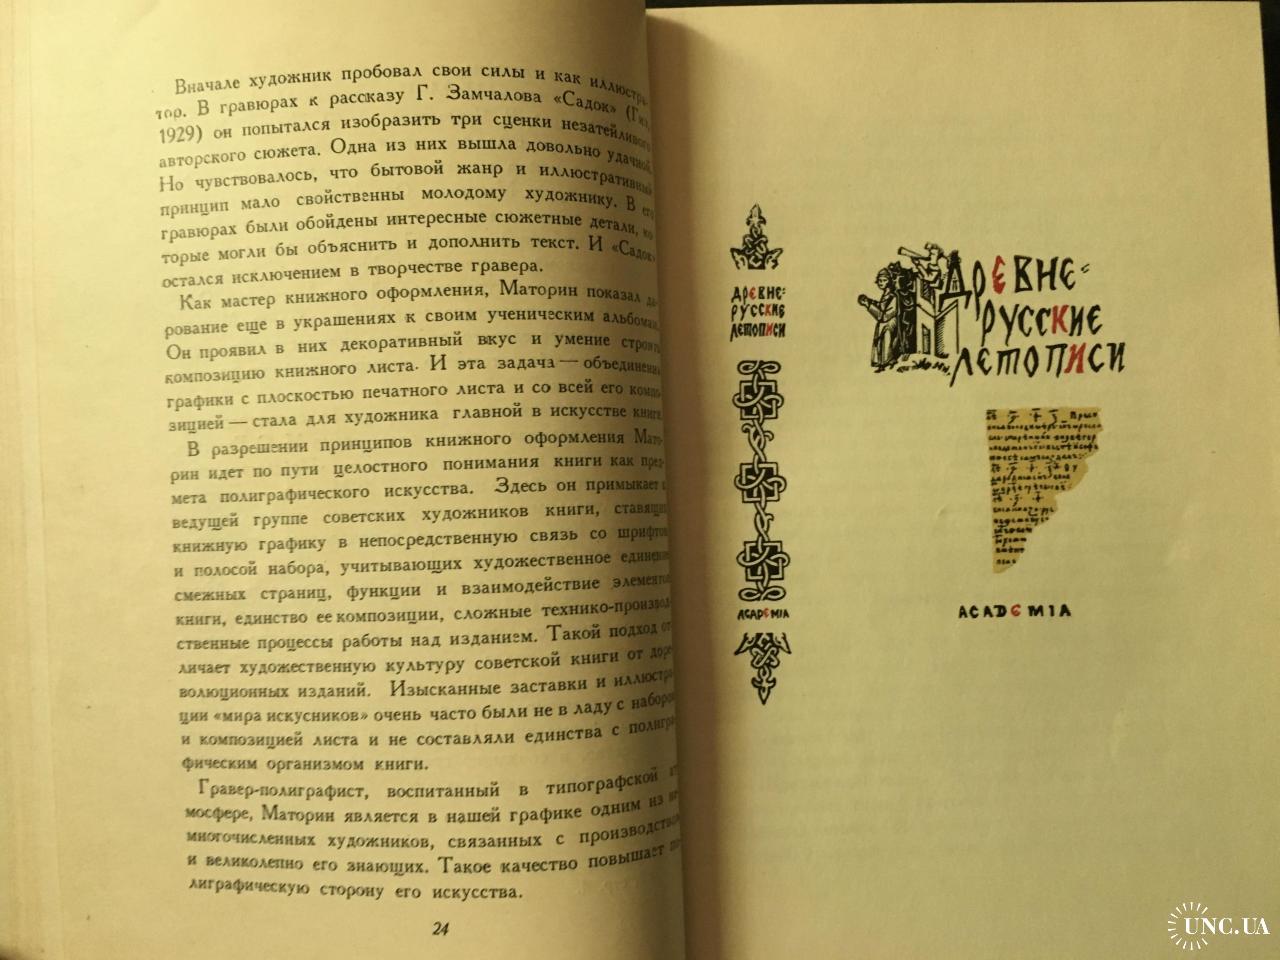 Вначале художник пробовал свои силы и как иллюстра-
тор. В гравюрах к рассказу Г. Замчалова «Садок» (Гиз,
1929) он попытался изобразить три сценки незатейливого
авторского сюжета. Одна из них вышла довольно удачной.
Но чувствовалось, что бытовой жанр и иллюстративный
принцип мало свойственны молодому художнику. В его
гравюрах были обойдены интересные сюжетные детали, ко-
торые могли бы объяснить и дополнить текст. И «Садок»
остался исключением в творчестве гравера.
Как мастер книжного оформления, Маторин показал да-
рование еще в украшениях к своим ученическим альбомам.
Он проявил в них декоративный вкус и умение строить
композицию книжного листа. И эта задача — объединение
графики с плоскостью печатного листа и со всей его компо-
зицией — стала для художника главной в искусстве книги.
В разрешении принципов книжного оформления Мато-
рин идет по пути целостного понимания книги как пред-
мета полиграфического искусства. Здесь он примыкает к
ведущей группе советских художников книги, ставящих
книжную графику в непосредственную связь со шрифтом
и полосой набора, учитывающих художественное единение
смежных страниц, функции и взаимодействие элементов
книги, единство ее композиции, сложные технико-производ-
ственные процессы работы над изданием. Такой подход от-
личает художественную культуру советской книги от дорe-
волюционных изданий. Изысканные заставки и иллюстра-
ции «мира искусников» очень часто были не в ладу с набором
и композицией листа и не составляли единства с полигра-
фическим организмом книги.
Гравер-полиграфист, воспитанный в типографской ат-
мосфере, Маторин является в нашей графике одним из не-
многочисленных художников, связанных с производством
и великолепно его знающих. Такое качество повышает по-
лиграфическую сторону его искусства.
24
ДРЕВНЕ-
РУССКИЕ
ЛЕТОПИСИ
ACADEMIA
ДРЕВНЕ-
РУССКИЕ
ЛЕТОПИСИ
ACADEMIA
UNC.UA